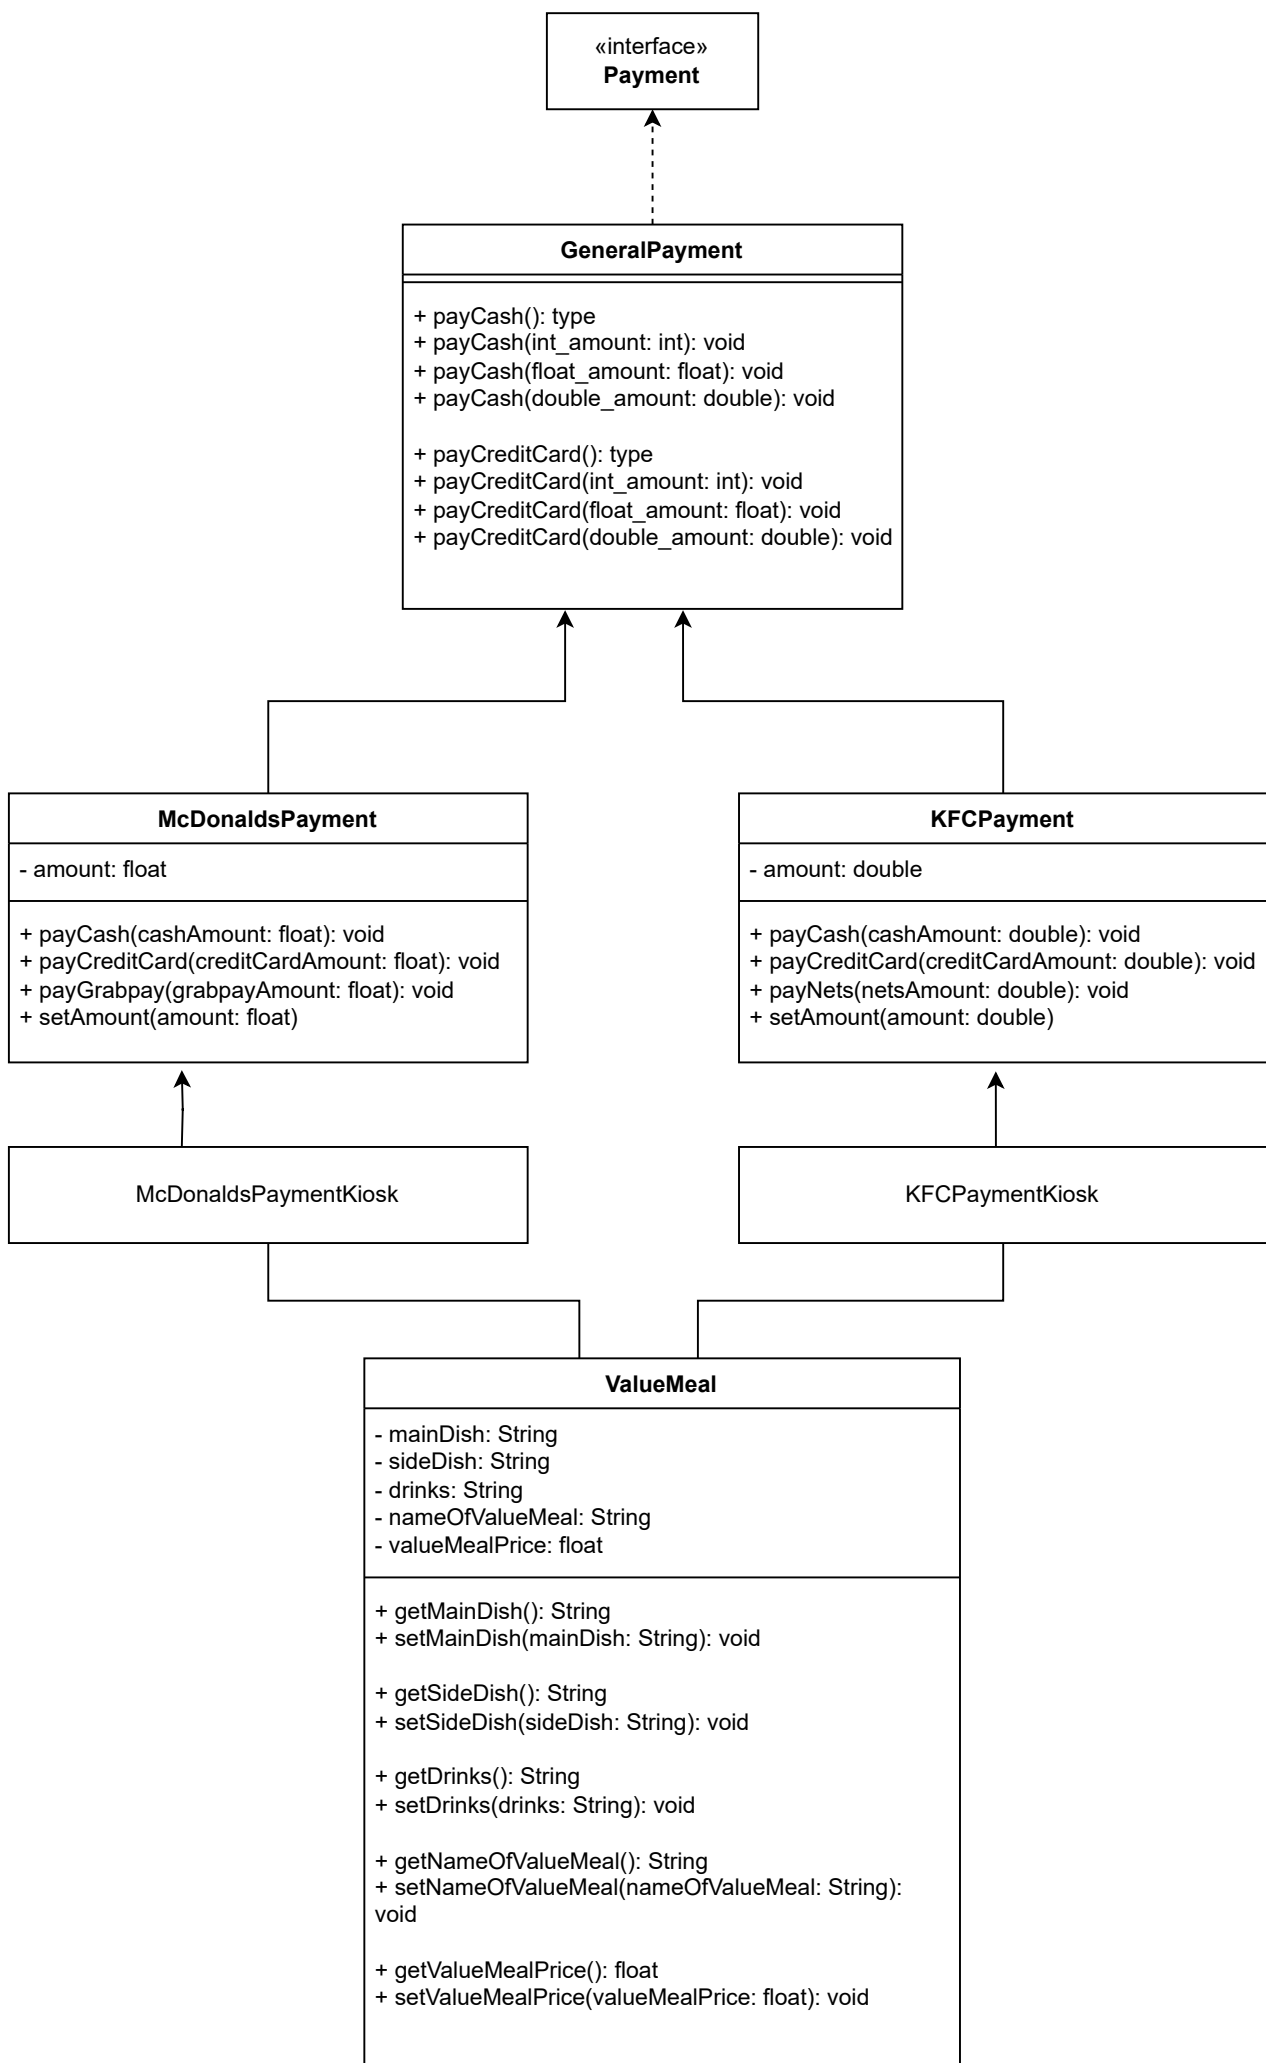 «interface»
Payment
GeneralPayment
+ payCash(): type
+ payCash(int_amount: int): void
+ payCash(float_amount: float): void
+ payCash(double_amount: double): void
+ payCreditCard(): type
+ payCreditCard(int_amount: int): void
+ payCreditCard(float_amount: float): void
+ payCreditCard(double_amount: double): void
McDonaldsPayment
- amount: float
+ payCash(cashAmount: float): void
+ payCreditCard(creditCardAmount: float): void
+ payGrabpay(grabpayAmount: float): void
+ setAmount(amount: float)
KFCPayment
- amount: double
+ payCash(cashAmount: double): void
+ payCreditCard(creditCardAmount: double): void
+ payNets(netsAmount: double): void
+ setAmount(amount: double)
McDonaldsPaymentKiosk
KFCPaymentKiosk
ValueMeal
- mainDish: String
- sideDish: String
- drinks: String
- nameOfValueMeal: String
- valueMealPrice: float
+ getMainDish(): String
+ setMainDish(mainDish: String): void
+ getSideDish(): String
+ setSideDish(sideDish: String): void
+ getDrinks(): String
+ setDrinks(drinks: String): void
+ getNameOfValueMeal(): String
+ setNameOfValueMeal(nameOfValueMeal: String):
void
+ getValueMealPrice(): float
+ setValueMealPrice(valueMealPrice: float): void